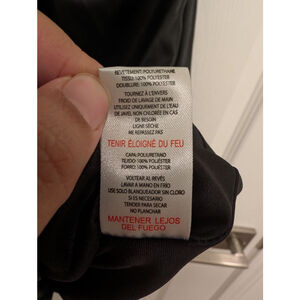 REVÊTEMENT: POLYURETHANE
TISSU: 100% POLYESTER
DOUBLURE: 100% POLYESTER
TOURNEZ À L'ENVERS
FROID DE LAVAGE DE MAIN
UTILISEZ UNIQUEMENT DE L'EAU
DE JAVEL NON CHLORÉE EN CAS
DE BESOIN
LIGNE SÈCHE
NE REPASSEZ PAS
TENIR ÉLOIGNÉ DU FEU
CAPA: POLIURETANO
TEJIDO: 100% POLIÉSTER
FORRO: 100% POLIÉSTER
VOLTEAR AL REVÉS
LAVAR A MANO EN FRÍO
USE SOLO BLANQUEADOR SIN CLORO
SI ES NECESARIO
TENDER PARA SECAR
NO PLANCHAR
MANTENER LEJOS
DEL FUEGO